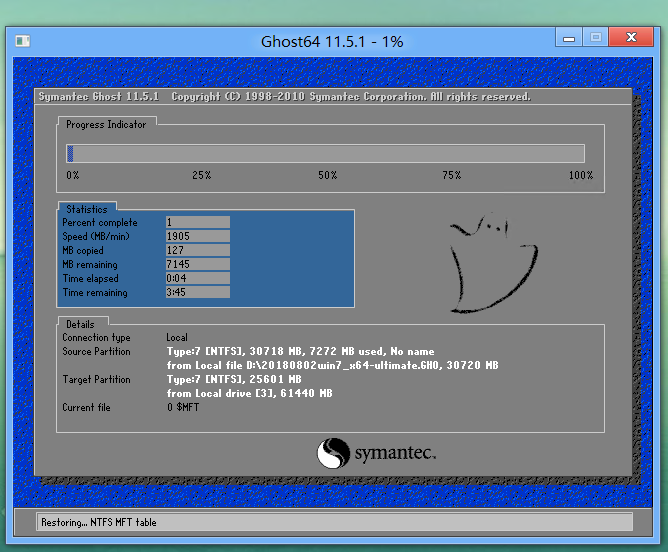 Ghost64 11.5.1 - 1%
Symantec Ghost 11.5.1 Copyright (C) 1998-2010 Symantec Corporation. All rights reserved.
Progress Indicator
0% 25% 50% 75% 100%
Statistics
Percent complete 1
Speed (MB/min) 1905
MB copied 127
MB remaining 7145
Time elapsed 0:04
Time remaining 3:45
Details
Connection type Local
Source Partition Type:7 [NTFS], 30718 MB, 7272 MB used, No name
from Local file D:\20180802win7_x64-ultimate.GHO, 30720 MB
Target Partition Type:7 [NTFS], 25601 MB
from Local drive [3], 61440 MB
Current file 0 $MFT
symantec.
Restoring... NTFS MFT table